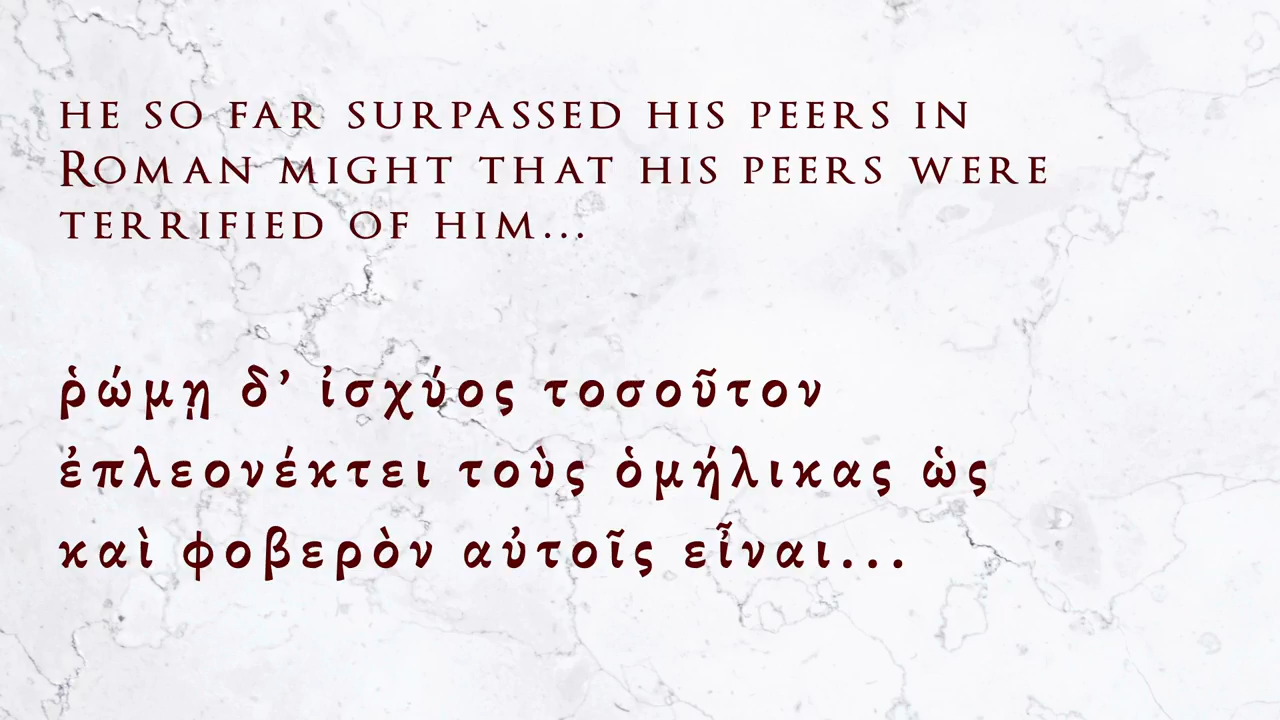 HE SO FAR SURPASSED HIS PEERS IN
ROMAN MIGHT THAT HIS PEERS WERE
TERRIFIED OF HIM...
ῥώμῃ δ’ ἰσχύος τοσοῦτον
ἐπλεονέκτει τοὺς ὁμήλικας ὡς
καὶ φοβερὸν αὐτοῖς εἶναι...